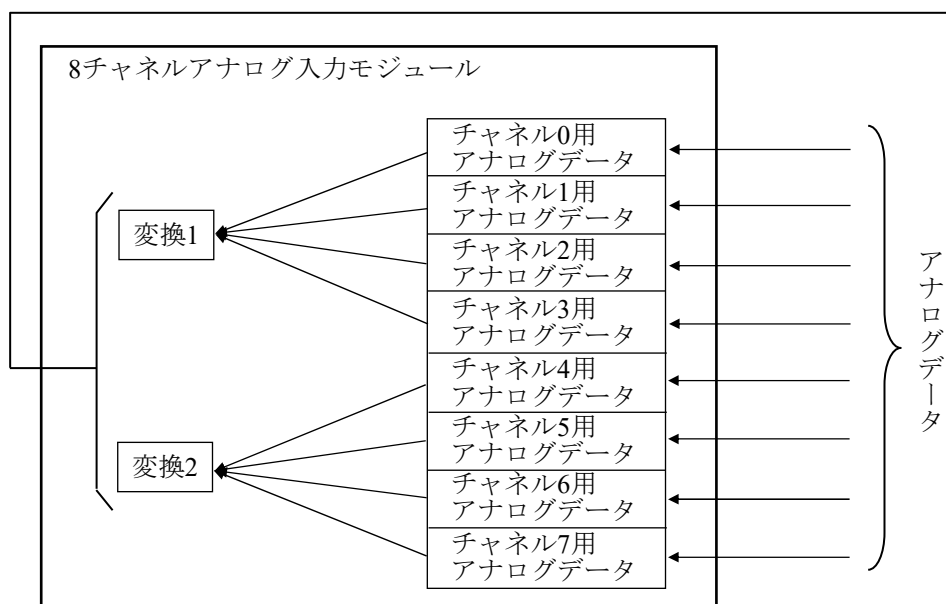 8チャネルアナログ入力モジュール
チャネル0用
アナログデータ
チャネル1用
アナログデータ
チャネル2用
アナログデータ
チャネル3用
アナログデータ
チャネル4用
アナログデータ
チャネル5用
アナログデータ
チャネル6用
アナログデータ
チャネル7用
アナログデータ
変換1
変換2
アナログデータ